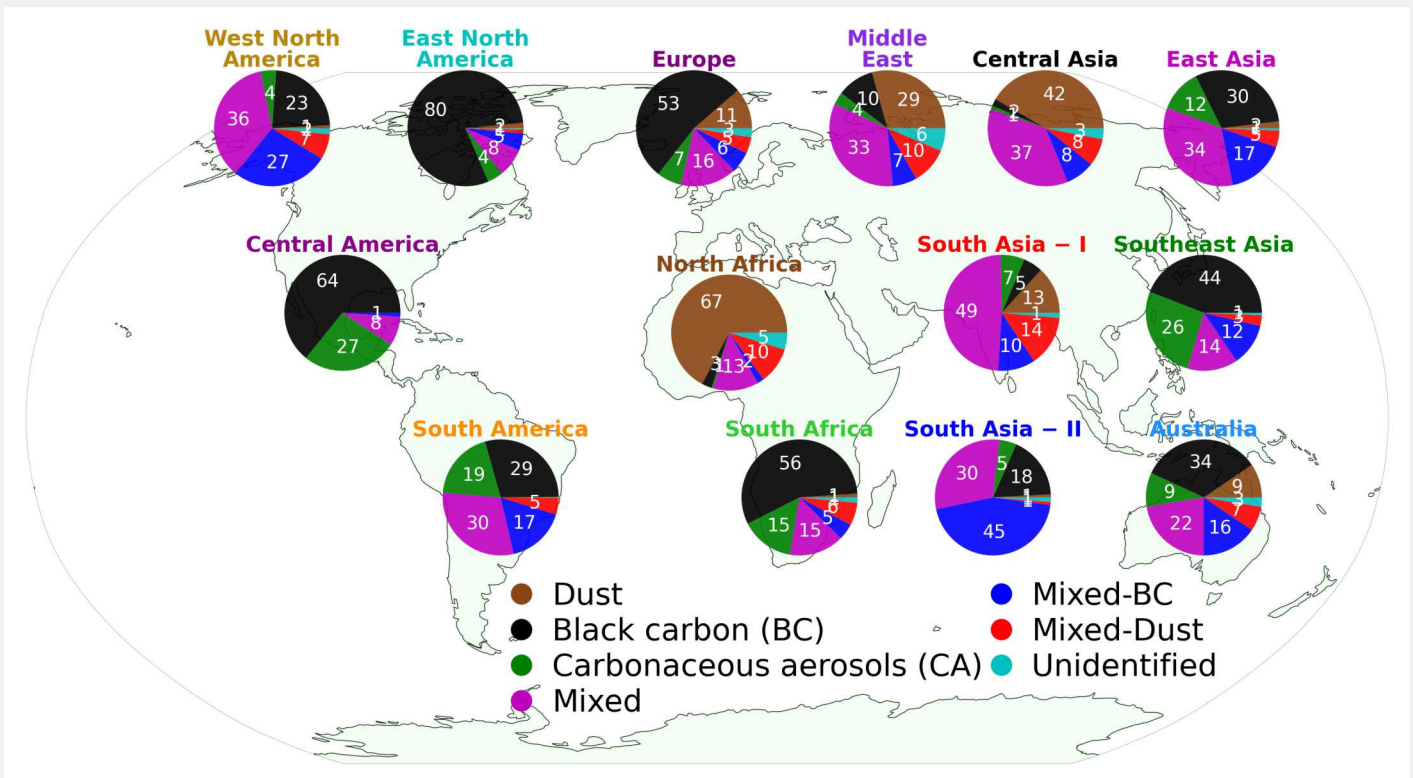 West North
America
4
23
36
7
27
East North
America
80
8
4
Europe
53
11
6
7
16
Middle
East
10
29
4
6
33
10
7
Central Asia
42
2
3
8
37
8
East Asia
12
30
34
17
Central America
64
1
8
27
North Africa
67
5
10
3
13
2
South Asia − I
7
5
13
49
1
14
10
Southeast Asia
44
26
12
14
South America
29
19
5
30
17
South Africa
56
5
15
15
South Asia − II
5
30
18
45
Australia
34
9
9
3
7
22
16
Dust
Black carbon (BC)
Carbonaceous aerosols (CA)
Mixed
Mixed-BC
Mixed-Dust
Unidentified